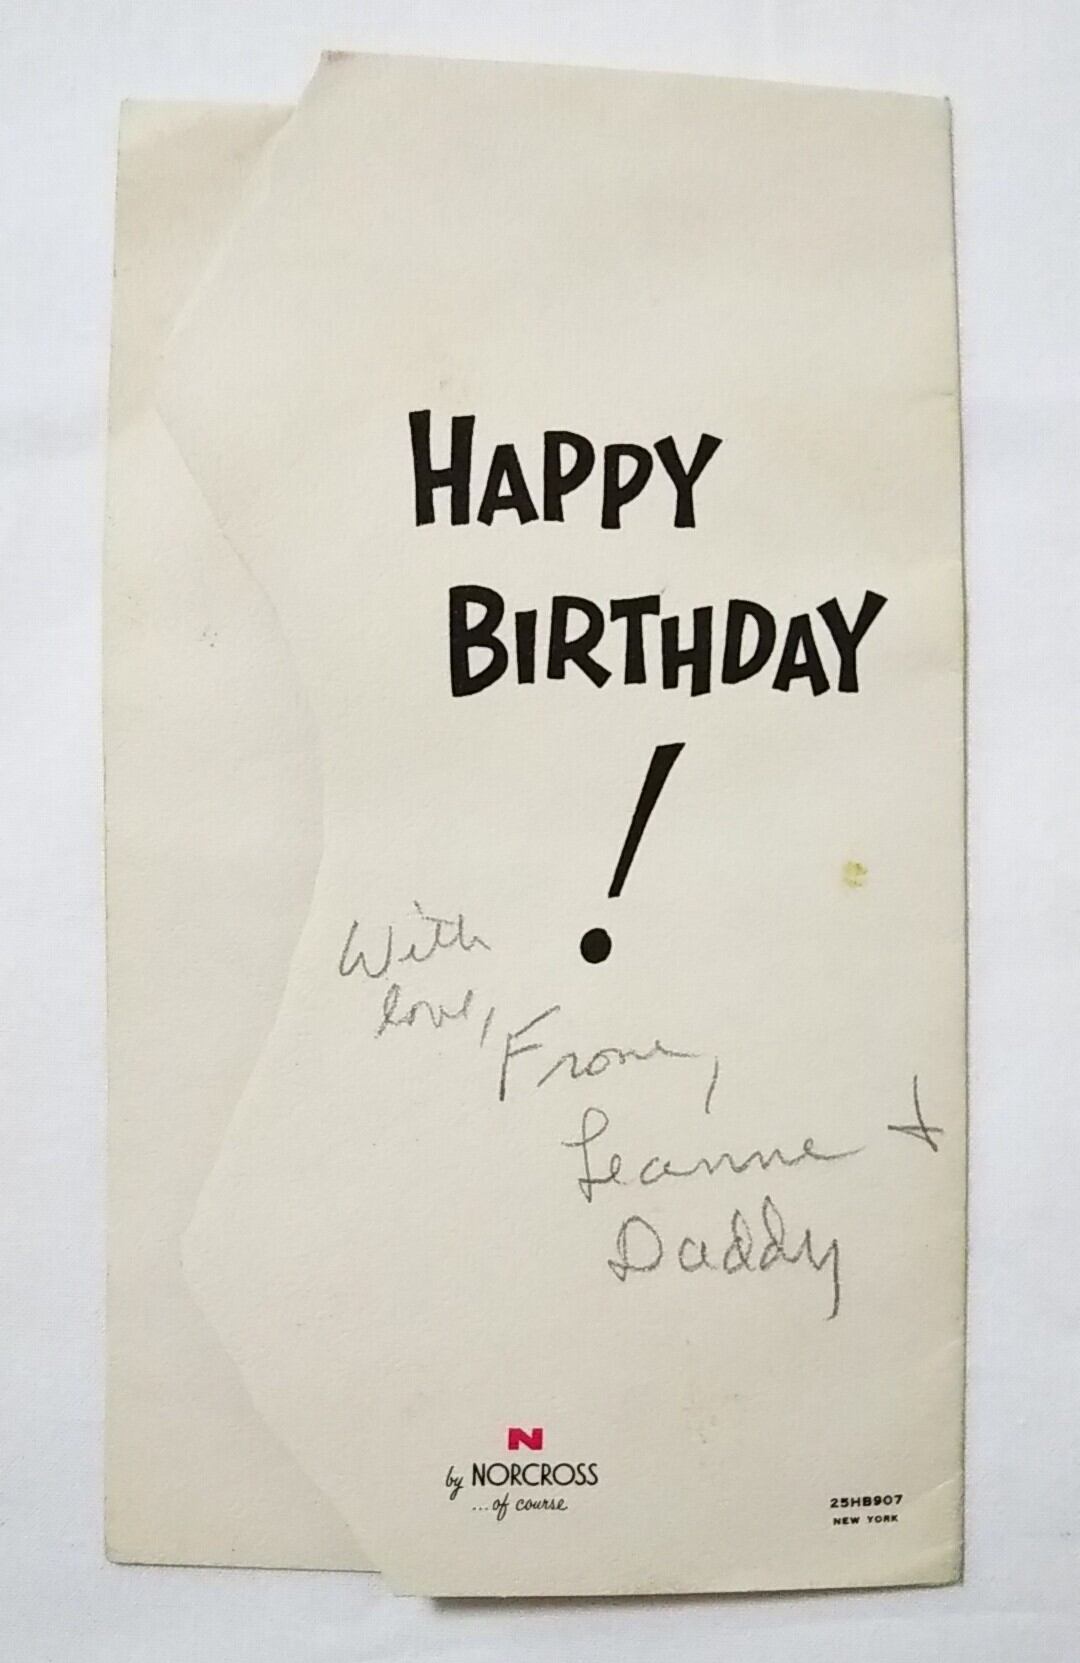 HAPPY
BIRTHDAY
!
With
love,
From,
Leanne +
Daddy
N
by NORCROSS
...of course
25HB907
NEW YORK